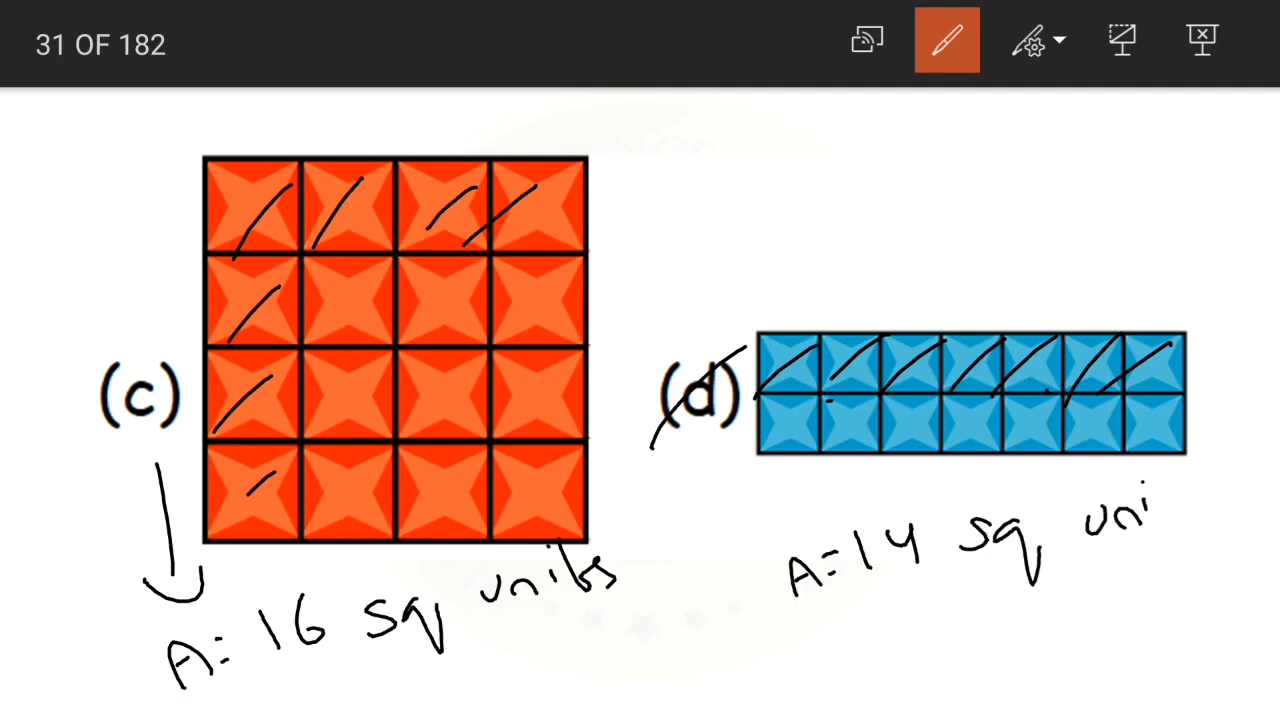 31 OF 182
(c)
(d)
A= 16 sq units
A=14 sq uni